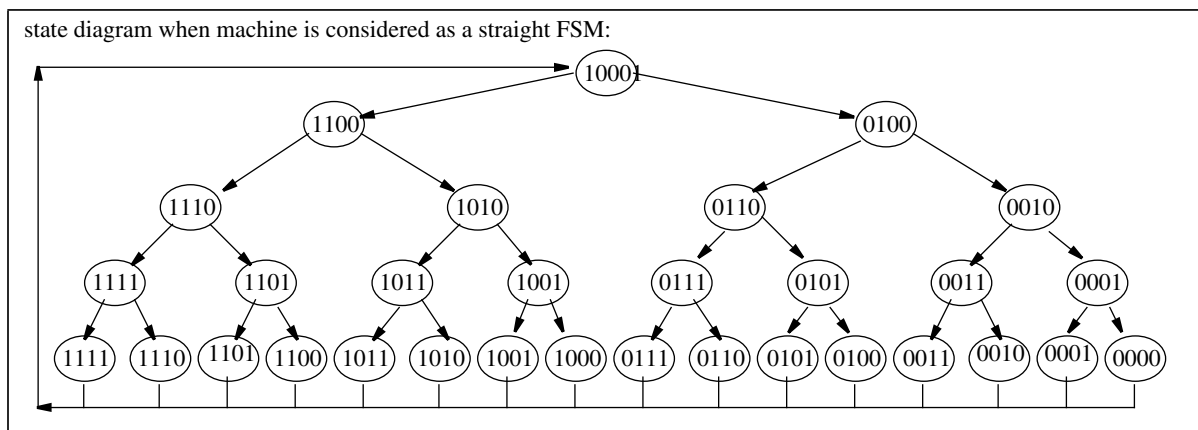 state diagram when machine is considered as a straight FSM:
10001
1100 0100
1110 1010 0110 0010
1111 1101 1011 1001 0111 0101 0011 0001
1111 1110 1101 1100 1011 1010 1001 1000 0111 0110 0101 0100 0011 0010 0001 0000